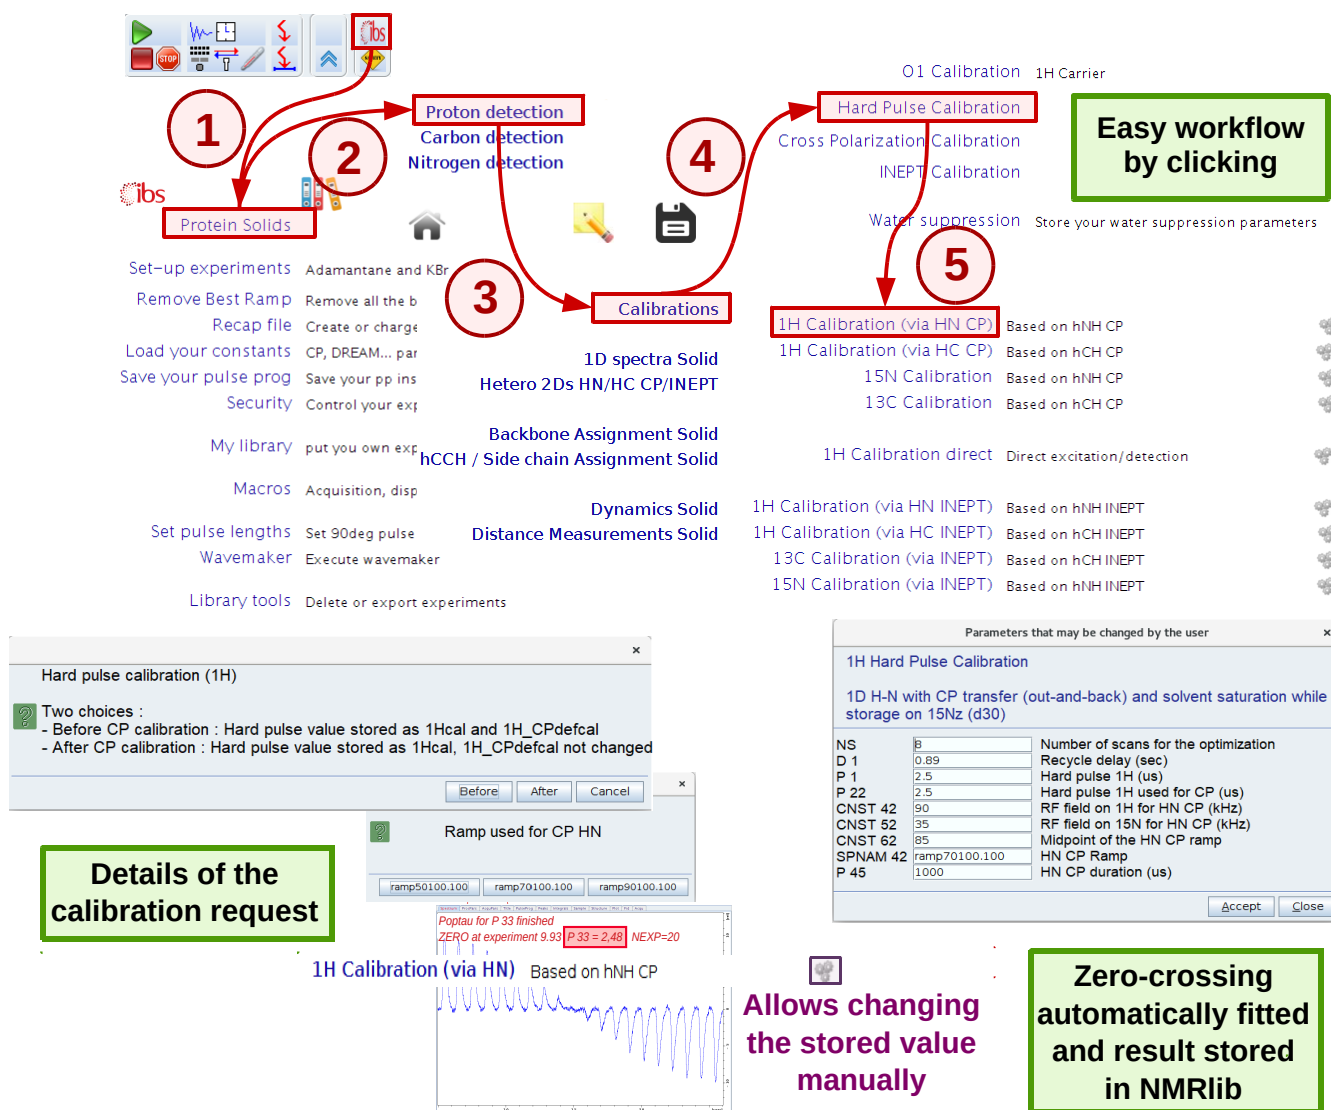 STOP
ibs
1
2
3
4
5
Proton detection
Carbon detection
Nitrogen detection
ibs
Protein Solids
Set-up experiments Adamantane and KBr
Remove Best Ramp Remove all the b
Recap file Create or charge
Load your constants CP, DREAM... par
Save your pulse prog Save your pp ins
Security Control your exp
My library put you own exp
Macros Acquisition, disp
Set pulse lengths Set 90deg pulse
Wavemaker Execute wavemaker
Library tools Delete or export experiments
Calibrations
1D spectra Solid
Hetero 2Ds HN/HC CP/INEPT
Backbone Assignment Solid
hCCH / Side chain Assignment Solid
Dynamics Solid
Distance Measurements Solid
O1 Calibration 1H Carrier
Hard Pulse Calibration
Cross Polarization Calibration
INEPT Calibration
Water suppression Store your water suppression parameters
Easy workflow
by clicking
1H Calibration (via HN CP) Based on hNH CP
1H Calibration (via HC CP) Based on hCH CP
15N Calibration Based on hNH CP
13C Calibration Based on hCH CP
1H Calibration direct Direct excitation/detection
1H Calibration (via HN INEPT) Based on hNH INEPT
1H Calibration (via HC INEPT) Based on hCH INEPT
13C Calibration (via INEPT) Based on hCH INEPT
15N Calibration (via INEPT) Based on hNH INEPT
Hard pulse calibration (1H)
Two choices :
- Before CP calibration : Hard pulse value stored as 1Hcal and 1H_CPdefcal
- After CP calibration : Hard pulse value stored as 1Hcal, 1H_CPdefcal not changed
Before After Cancel
Ramp used for CP HN
ramp50100.100 ramp70100.100 ramp90100.100
Details of the
calibration request
Poptau for P 33 finished
ZERO at experiment 9.93 P 33 = 2,48 NEXP=20
1H Calibration (via HN) Based on hNH CP
Parameters that may be changed by the user
1H Hard Pulse Calibration
1D H-N with CP transfer (out-and-back) and solvent saturation while
storage on 15Nz (d30)
NS 8 Number of scans for the optimization
D 1 0.89 Recycle delay (sec)
P 1 2.5 Hard pulse 1H (us)
P 22 2.5 Hard pulse 1H used for CP (us)
CNST 42 90 RF field on 1H for HN CP (kHz)
CNST 52 35 RF field on 15N for HN CP (kHz)
CNST 62 85 Midpoint of the HN CP ramp
SPNAM 42 ramp70100.100 HN CP Ramp
P 45 1000 HN CP duration (us)
Accept Close
Allows changing
the stored value
manually
Zero-crossing
automatically fitted
and result stored
in NMRlib